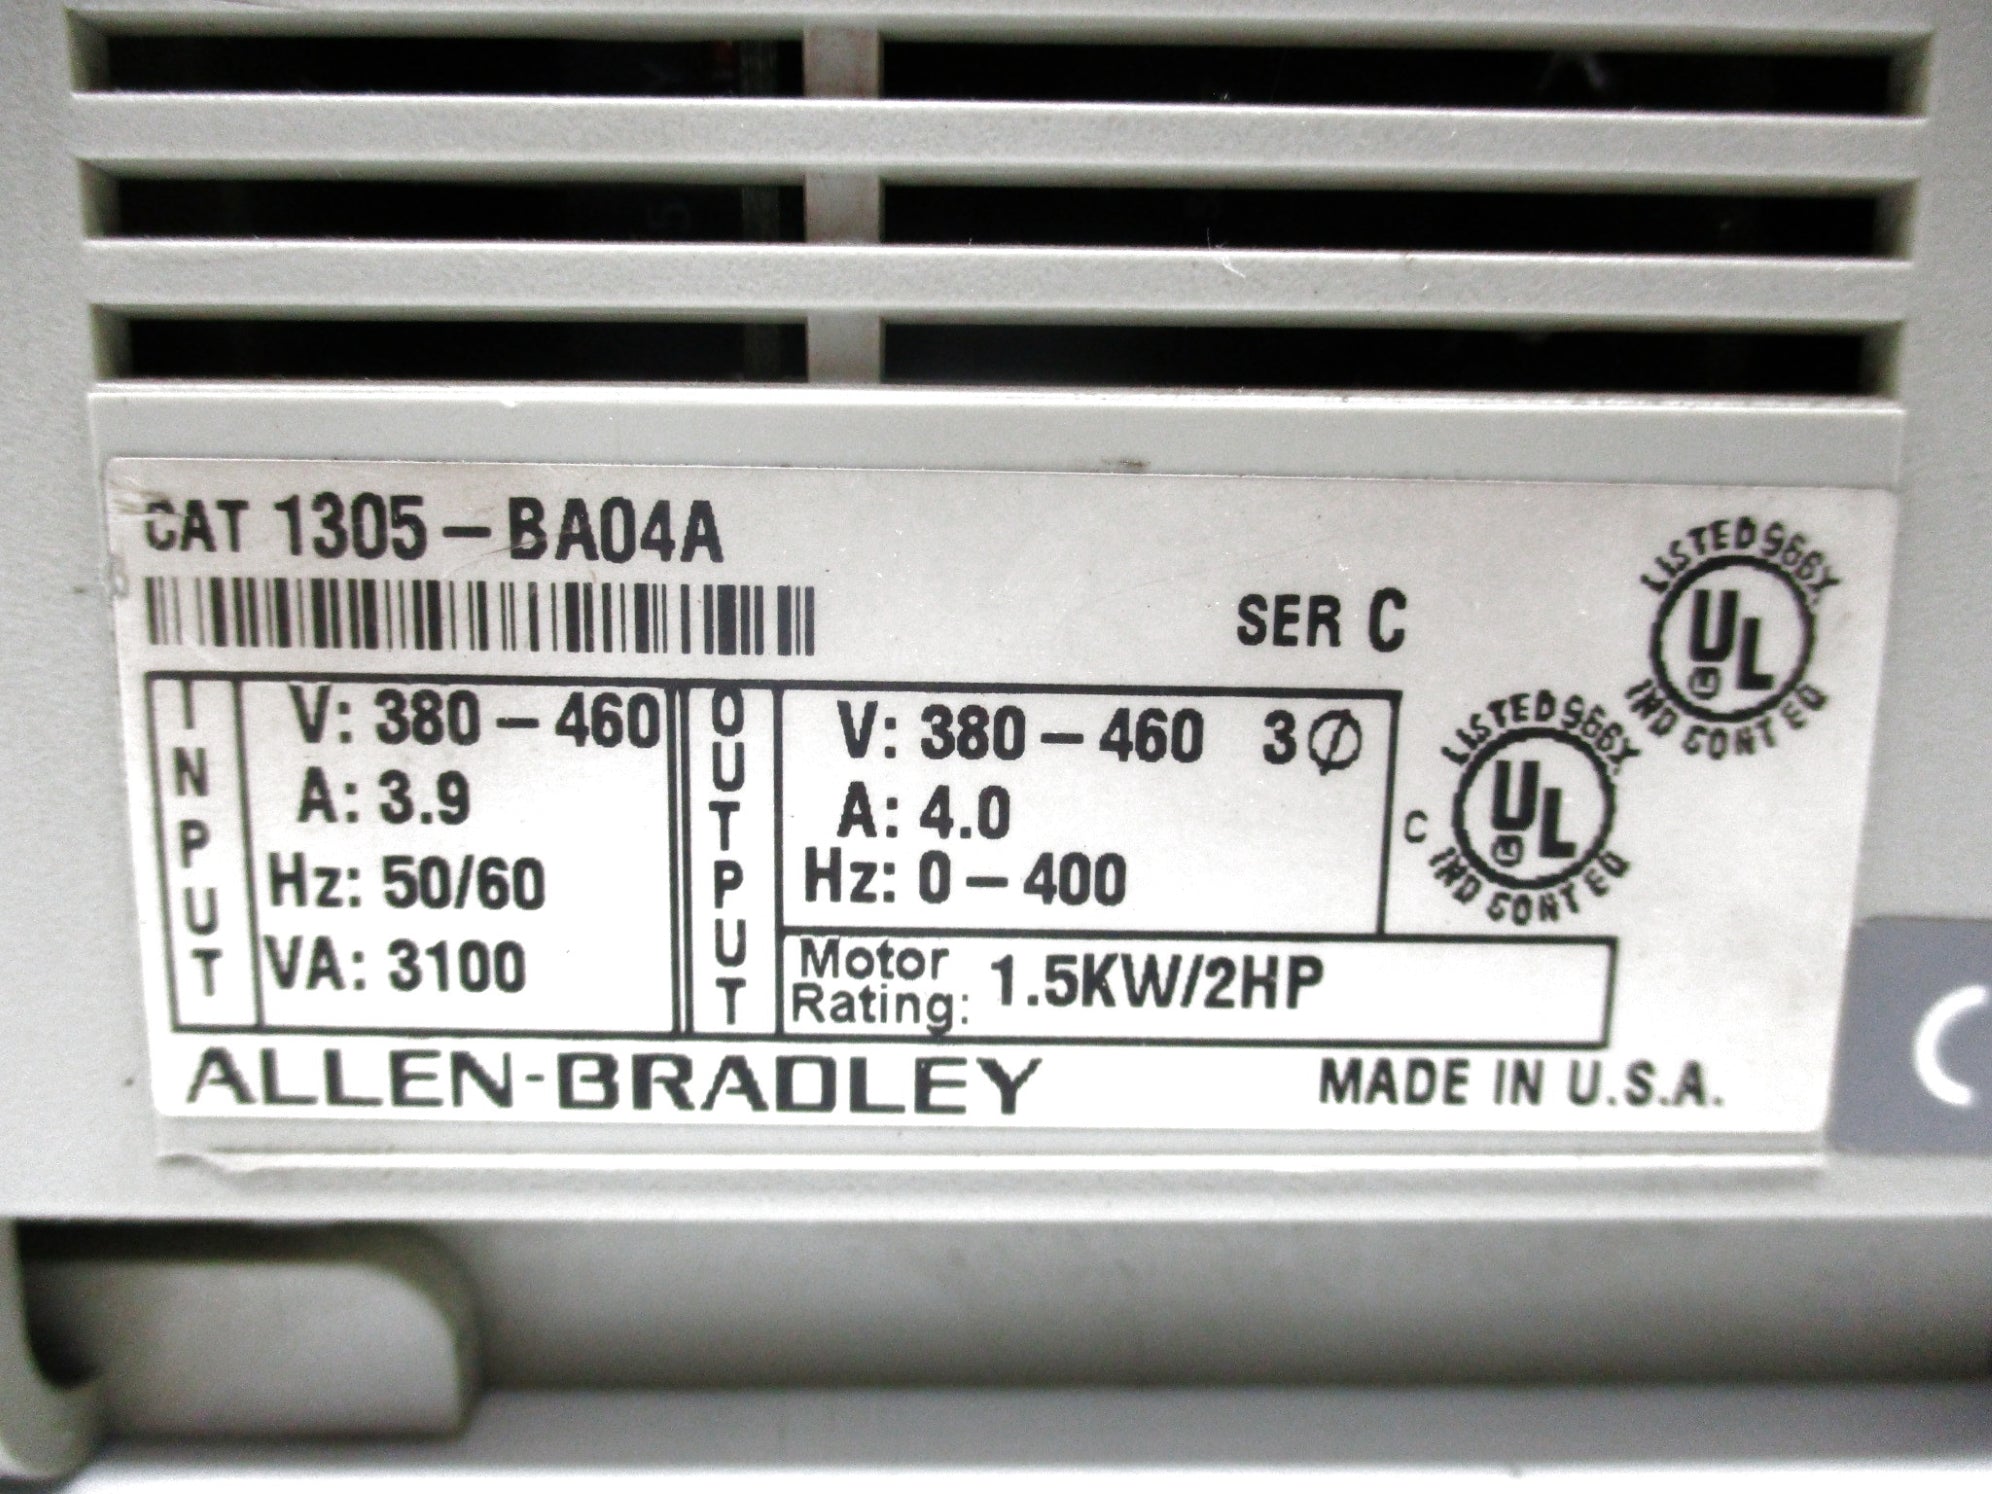 CAT 1305-BA04A
SER C
LISTED 966X
UL
IND CONT EQ
INPUT
V: 380-460
A: 3.9
Hz: 50/60
VA: 3100
OUTPUT
V: 380-460 3Ø
A: 4.0
Hz: 0-400
Motor
Rating: 1.5KW/2HP
LISTED 966X
C UL
IND CONT EQ
ALLEN-BRADLEY
MADE IN U.S.A.